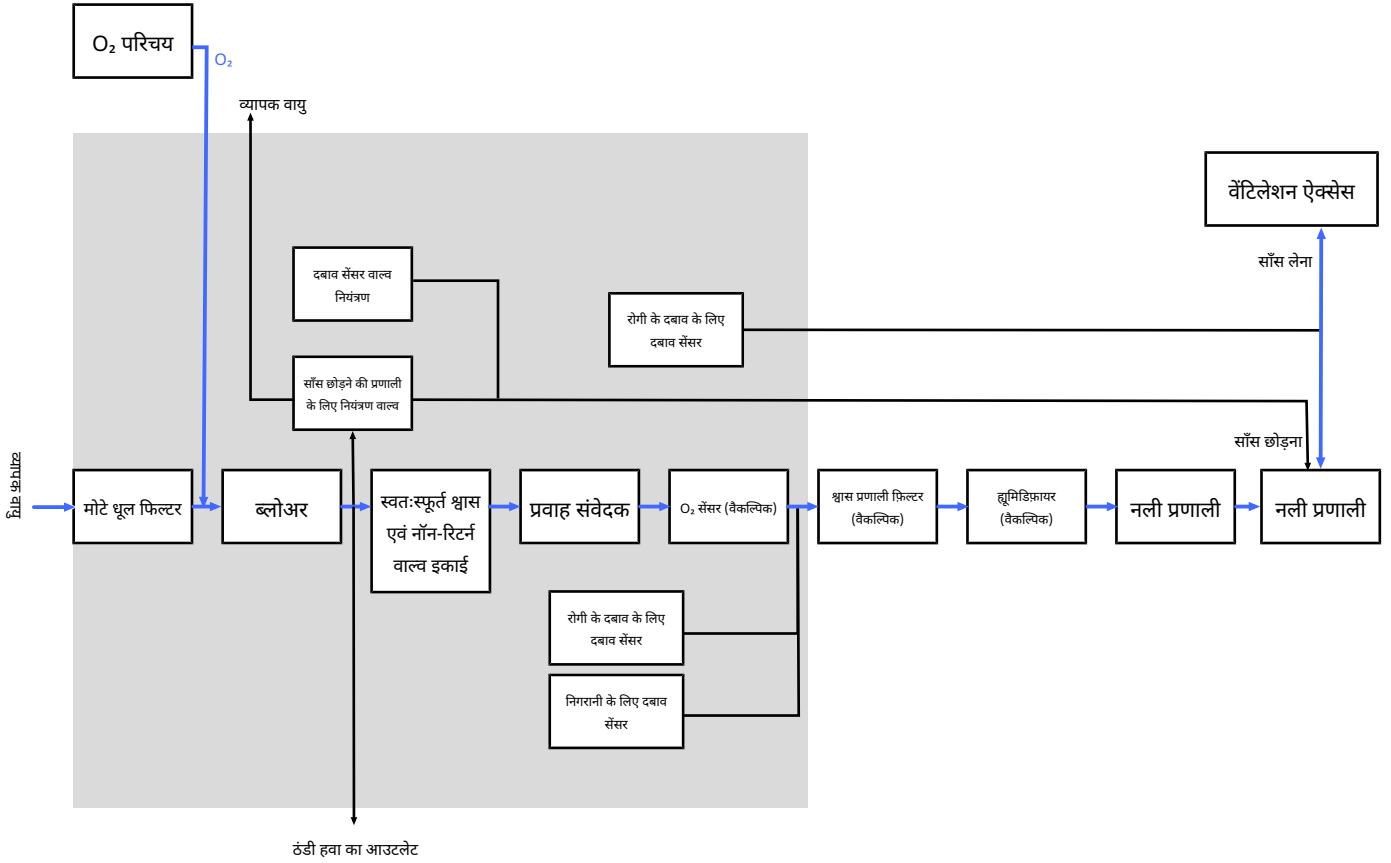 O₂ परिचय
O₂
व्यापक वायु
वेंटिलेशन ऐक्सेस
साँस लेना
दबाव सेंसर वाल्व
नियंत्रण
रोगी के दबाव के लिए
दबाव सेंसर
साँस छोड़ने की प्रणाली
के लिए नियंत्रण वाल्व
साँस छोड़ना
व्यापक वायु
मोटे धूल फिल्टर
ब्लोअर
स्वतःस्फूर्त श्वास
एवं नॉन-रिटर्न
वाल्व इकाई
प्रवाह संवेदक
O₂ सेंसर (वैकल्पिक)
श्वास प्रणाली फ़िल्टर
(वैकल्पिक)
ह्यूमिडिफ़ायर
(वैकल्पिक)
नली प्रणाली
नली प्रणाली
रोगी के दबाव के लिए
दबाव सेंसर
निगरानी के लिए दबाव
सेंसर
ठंडी हवा का आउटलेट